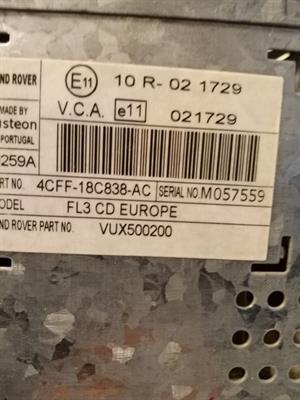 ND ROVER E11 10 R- 02 1729
MADE BY V.C.A. e11 021729
isteon
PORTUGAL
259A
RT NO. 4CFF-18C838-AC SERIAL NO. M057559
ODEL FL3 CD EUROPE
ND ROVER PART NO. VUX500200